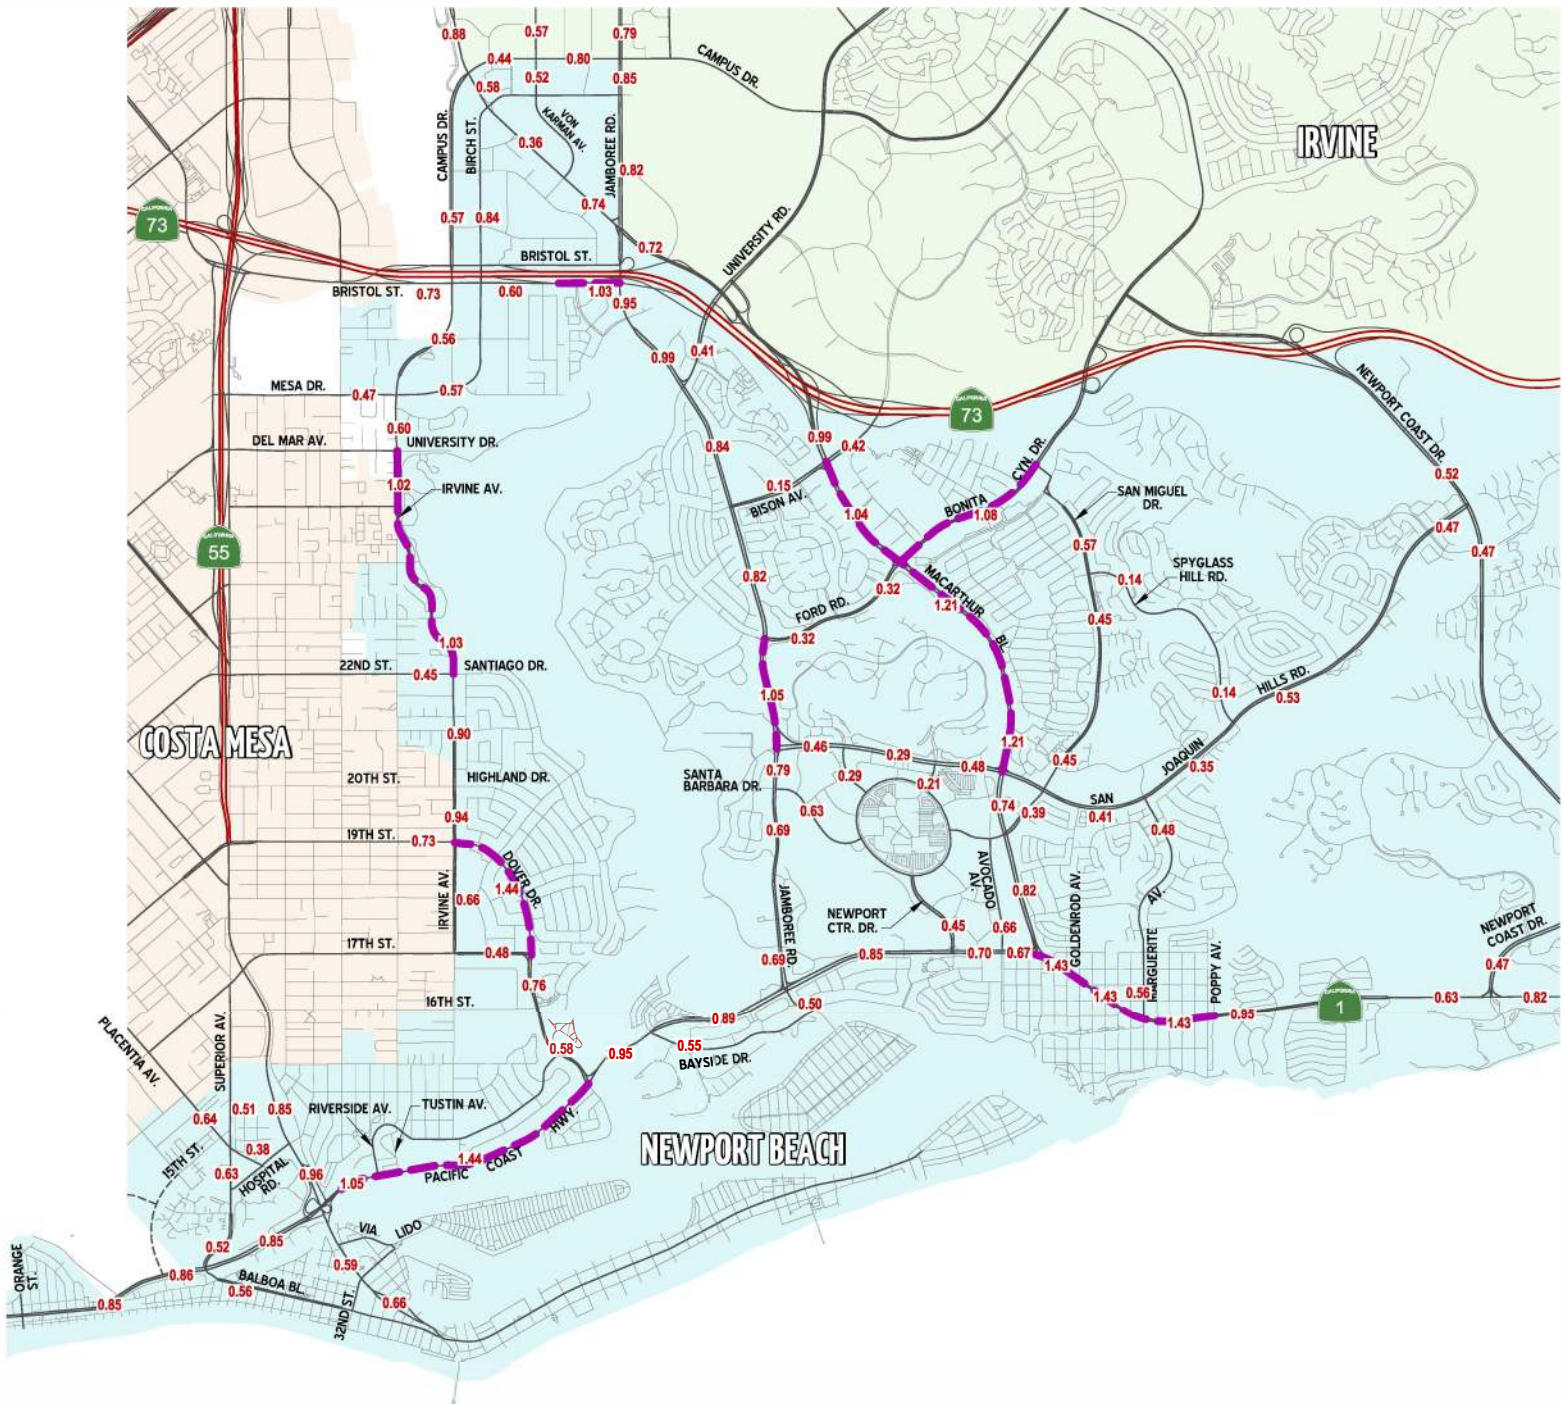 0.88
0.57
0.79
0.44
0.80
CAMPUS DR.
0.52
0.85
0.58
VON
KARMAN AV.
CAMPUS DR.
BIRCH ST.
0.36
JAMBOREE RD.
IRVINE
0.82
0.74
0.57
0.84
CALIFORNIA
73
UNIVERSITY RD.
0.72
BRISTOL ST.
BRISTOL ST.
0.73
0.60
1.03
0.95
0.56
0.99
0.41
MESA DR.
0.47
0.57
NEWPORT COAST DR.
CALIFORNIA
73
0.60
DEL MAR AV.
UNIVERSITY DR.
0.99
0.42
0.84
CYN. DR.
0.52
1.02
IRVINE AV.
0.15
BISON AV.
BONITA
1.08
SAN MIGUEL
DR.
1.04
0.47
CALIFORNIA
55
0.57
0.47
SPYGLASS
HILL RD.
0.14
0.82
0.32
MACARTHUR
BL.
1.21
FORD RD.
0.32
0.45
1.03
22ND ST.
0.45
SANTIAGO DR.
1.05
0.14
HILLS RD.
0.53
COSTA MESA
0.90
0.46
0.29
1.21
0.45
JOAQUIN
0.35
20TH ST.
HIGHLAND DR.
SANTA
BARBARA DR.
0.79
0.29
0.21
0.48
SAN
0.41
0.63
0.74
0.39
0.94
0.69
0.48
19TH ST.
0.73
DOVER DR.
1.44
IRVINE AV.
0.66
AVOCADO
AV.
0.82
GOLDENROD AV.
AV.
MARGUERITE
JAMBOREE RD.
NEWPORT
CTR. DR.
0.45
0.66
NEWPORT
COAST DR.
17TH ST.
0.48
0.69
0.85
0.70
0.67
1.43
POPPY AV.
0.47
0.76
16TH ST.
0.50
1.43
0.56
1.43
0.95
CALIFORNIA
1
0.63
0.82
0.89
PLACENTIA AV.
SUPERIOR AV.
0.58
0.95
0.55
BAYSIDE DR.
0.64
0.51
0.85
RIVERSIDE AV.
TUSTIN AV.
HWY.
0.38
15TH ST.
0.63
HOSPITAL
RD.
0.96
1.05
1.44
COAST
PACIFIC
NEWPORT BEACH
VIA
LIDO
0.52
0.85
0.59
ORANGE
ST.
0.86
BALBOA BL.
0.56
0.85
32ND ST.
0.66